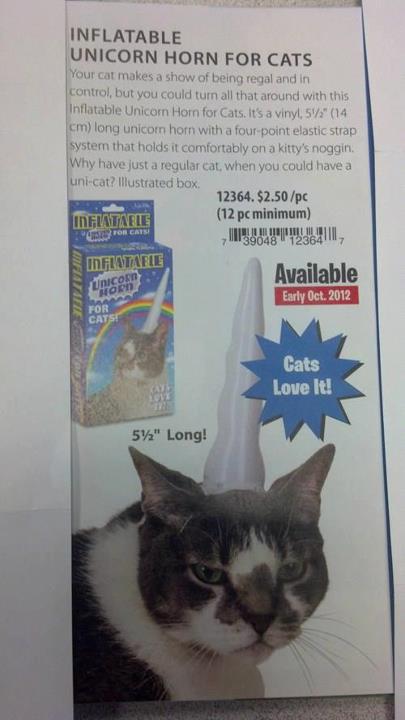 INFLATABLE
UNICORN HORN FOR CATS
Your cat makes a show of being regal and in
control, but you could turn all that around with this
Inflatable Unicorn Horn for Cats. It's a vinyl, 5½" (14
cm) long unicorn horn with a four-point elastic strap
system that holds it comfortably on a kitty's noggin.
Why have just a regular cat, when you could have a
uni-cat? Illustrated box.
12364. $2.50/pc
(12 pc minimum)
7 39048 12364 7
INFLATABLE
FOR CATS!
INFLATABLE
INFLATABLE
UNICORN
HORN
FOR
CATS!
CATS
LOVE
IT!
Available
Early Oct. 2012
Cats
Love It!
5½" Long!